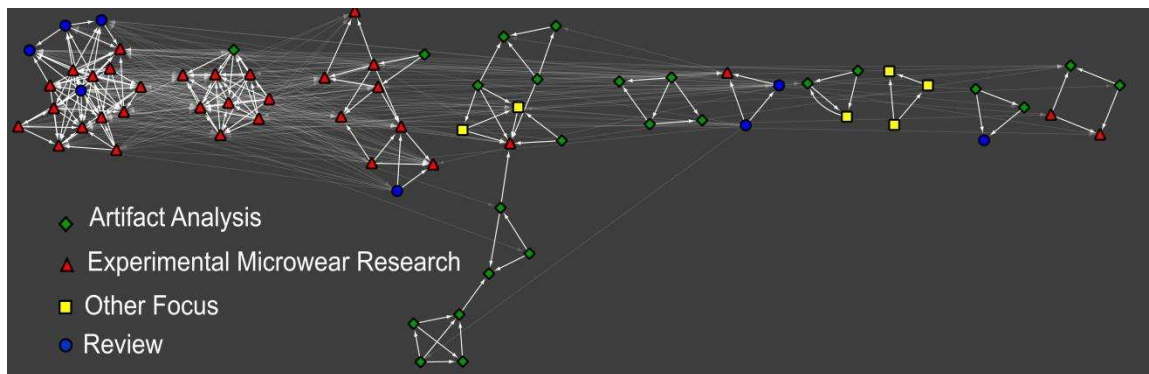 Artifact Analysis
Experimental Microwear Research
Other Focus
Review